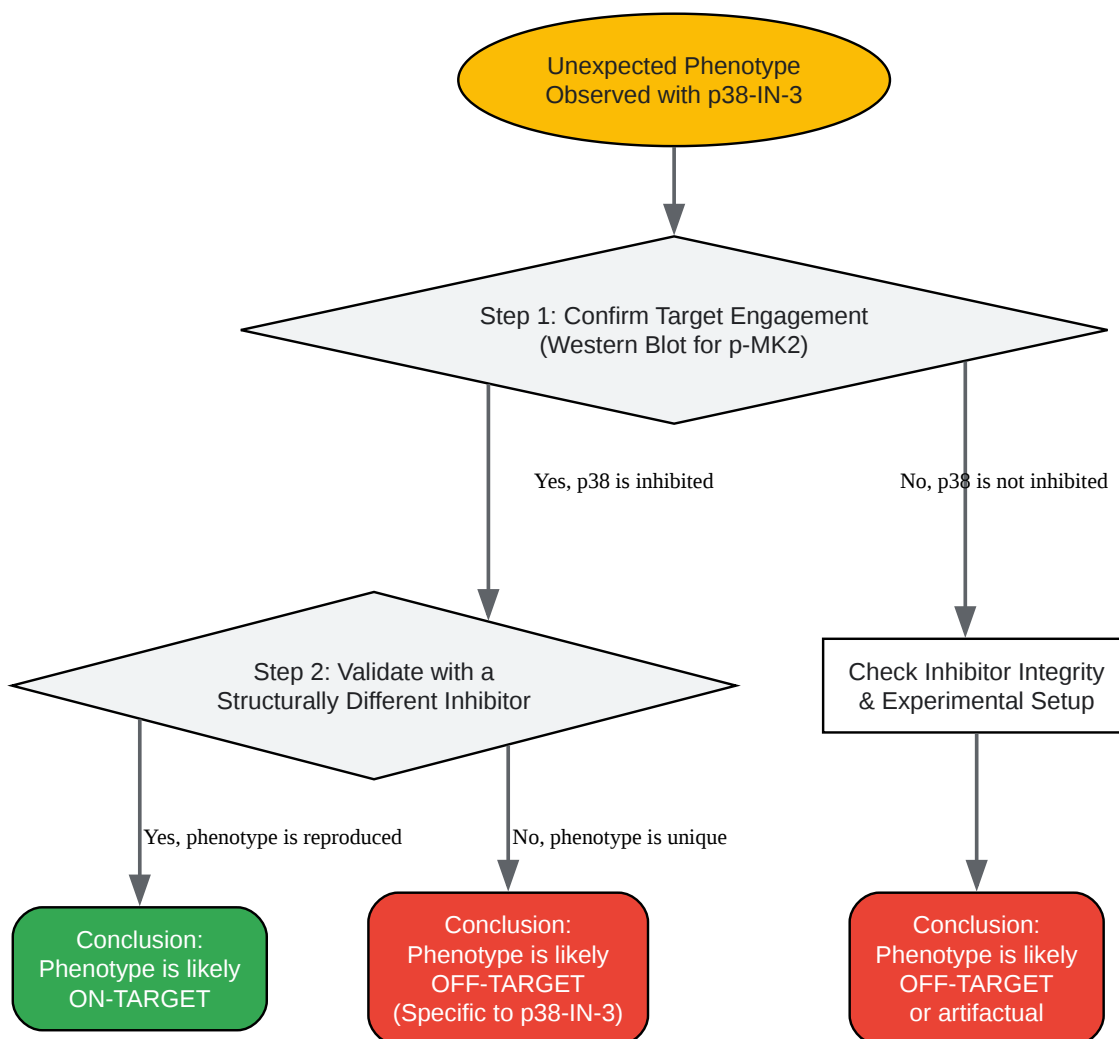 Unexpected Phenotype
Observed with p38-IN-3
Step 1: Confirm Target Engagement
(Western Blot for p-MK2)
Yes, p38 is inhibited
No, p38 is not inhibited
Step 2: Validate with a
Structurally Different Inhibitor
Check Inhibitor Integrity
& Experimental Setup
Yes, phenotype is reproduced
No, phenotype is unique
Conclusion:
Phenotype is likely
ON-TARGET
Conclusion:
Phenotype is likely
OFF-TARGET
(Specific to p38-IN-3)
Conclusion:
Phenotype is likely
OFF-TARGET
or artifactual